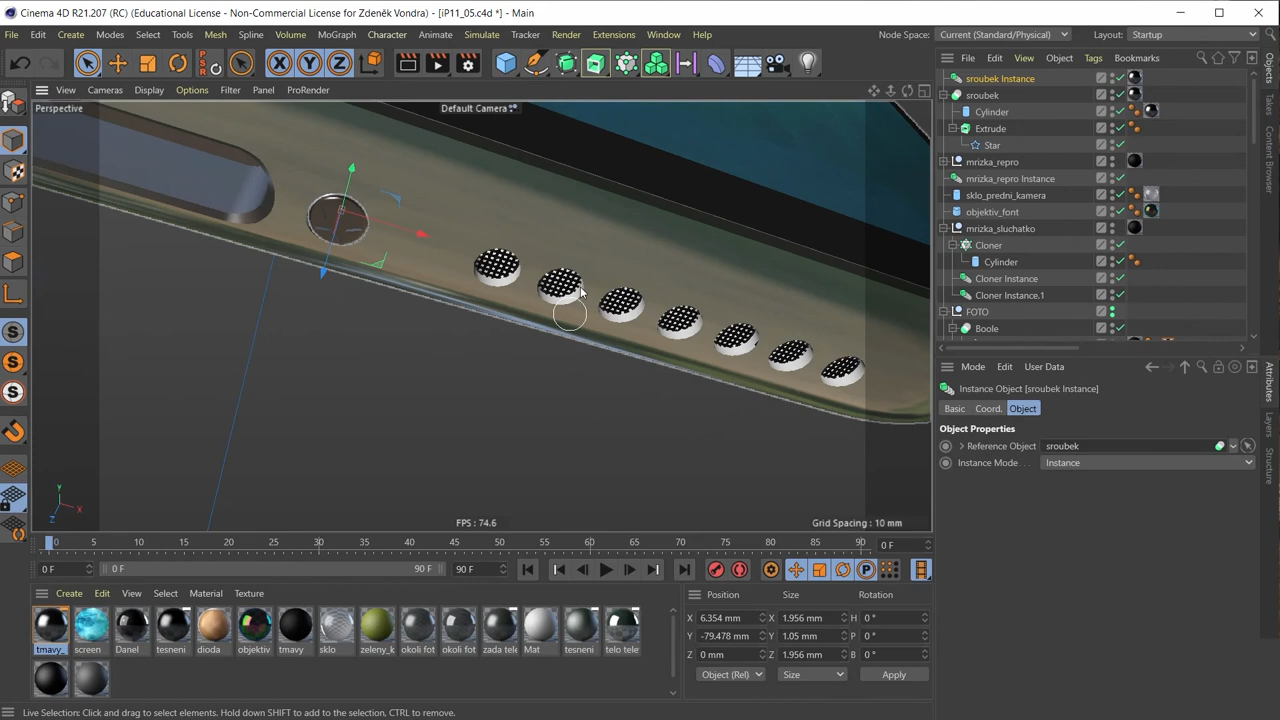 Cinema 4D R21.207 (RC) (Educational License - Non-Commercial License for Zdeněk Vondra) - [iP11_05.c4d *] - Main
File Edit Create Modes Select Tools Mesh Spline Volume MoGraph Character Animate Simulate Tracker Render Extensions Window Help Node Space: Current (Standard/Physical) Layout: Startup
PSR
X Y Z
View Cameras Display Options Filter Panel ProRender
File Edit View Object Tags Bookmarks
Perspective
Default Camera
sroubek Instance
sroubek
Cylinder
Extrude
Star
mrizka_repro
mrizka_repro Instance
sklo_predni_kamera
objektiv_font
mrizka_sluchatko
Cloner
Cylinder
Cloner Instance
Cloner Instance.1
FOTO
Boole
Objects
Takes
Content Browser
Mode Edit User Data
Instance Object [sroubek Instance]
Basic Coord. Object
Object Properties
Reference Object sroubek
Instance Mode Instance
Attributes
Layers
Structure
Y
X
Z
FPS : 74.6
Grid Spacing : 10 mm
0 5 10 15 20 25 30 35 40 45 50 55 60 65 70 75 80 85 90 0 F
0 F 0 F 90 F 90 F
Create Edit View Select Material Texture
tmavy_ screen Danel tesneni dioda objektiv tmavy sklo zeleny_k okoli fot okoli fot zada tele Mat tesneni telo tele
Position Size Rotation
X 6.354 mm X 1.956 mm H 0 °
Y -79.478 mm Y 1.05 mm P 0 °
Z 0 mm Z 1.956 mm B 0 °
Object (Rel) Size Apply
Live Selection: Click and drag to select elements. Hold down SHIFT to add to the selection, CTRL to remove.